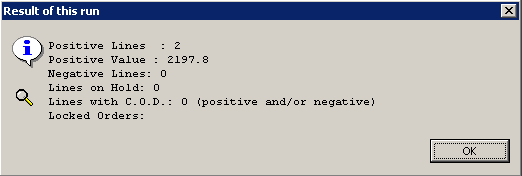 Result of this run
Positive Lines  : 2
Positive Value : 2197.8
Negative Lines: 0
Lines on Hold: 0
Lines with C.O.D.: 0 (positive and/or negative)
Locked Orders:
OK